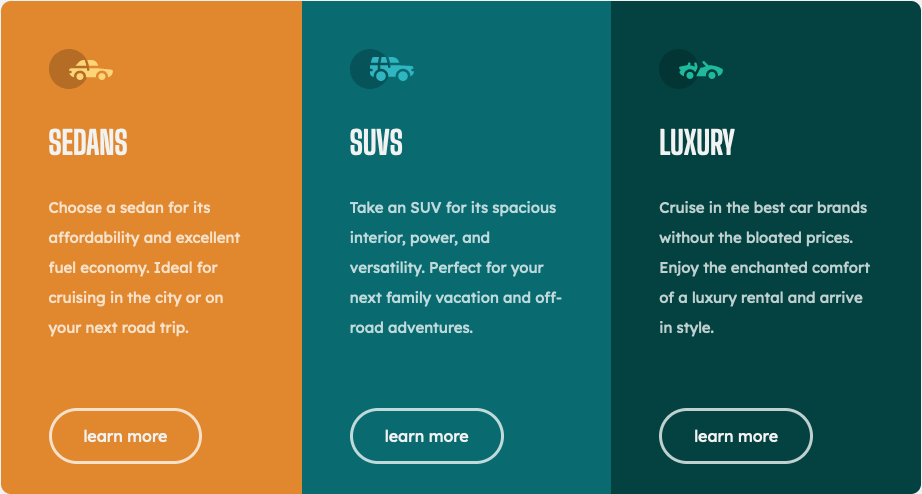 SEDANS
Choose a sedan for its
affordability and excellent
fuel economy. Ideal for
cruising in the city or on
your next road trip.
learn more
SUVS
Take an SUV for its spacious
interior, power, and
versatility. Perfect for your
next family vacation and off-
road adventures.
learn more
LUXURY
Cruise in the best car brands
without the bloated prices.
Enjoy the enchanted comfort
of a luxury rental and arrive
in style.
learn more